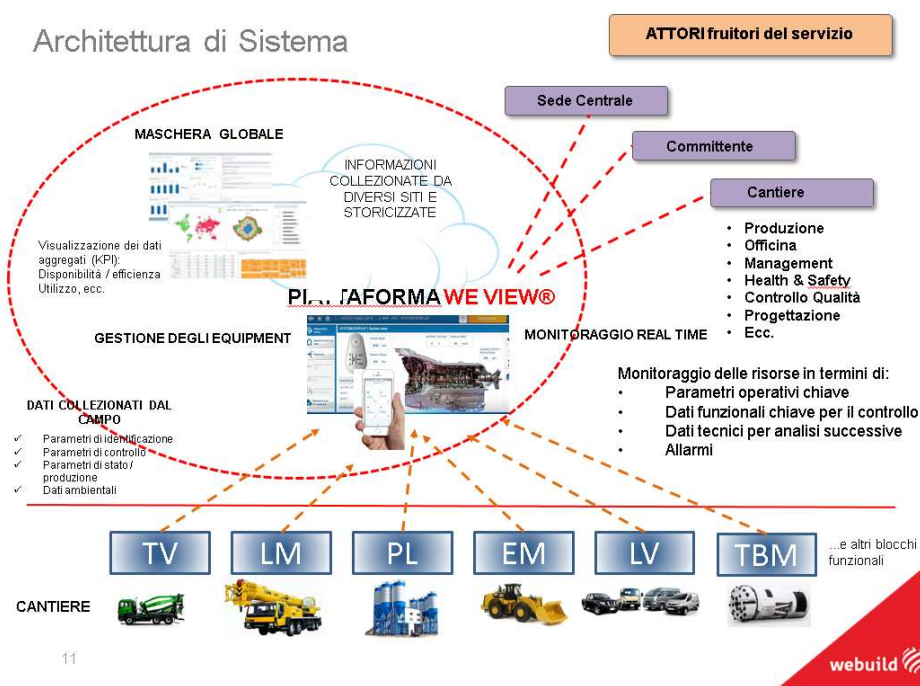 Architettura di Sistema
ATTORI fruitori del servizio
Sede Centrale
Committente
Cantiere
• Produzione
• Officina
• Management
• Health & Safety
• Controllo Qualità
• Progettazione
• Ecc.
MASCHERA GLOBALE
INFORMAZIONI
COLLEZIONATE DA
DIVERSI SITI E
STORICIZZATE
Visualizzazione dei dati
aggregati (KPI):
Disponibilità / efficienza
Utilizzo, ecc.
PIATTAFORMA WE VIEW®
GESTIONE DEGLI EQUIPMENT
MONITORAGGIO REAL TIME
Monitoraggio delle risorse in termini di:
• Parametri operativi chiave
• Dati funzionali chiave per il controllo
• Dati tecnici per analisi successive
• Allarmi
DATI COLLEZIONATI DAL
CAMPO
✓ Parametri di identificazione
✓ Parametri di controllo
✓ Parametri di stato /
produzione
✓ Dati ambientali
TV
LM
PL
EM
LV
TBM
...e altri blocchi
funzionali
CANTIERE
11
webuild